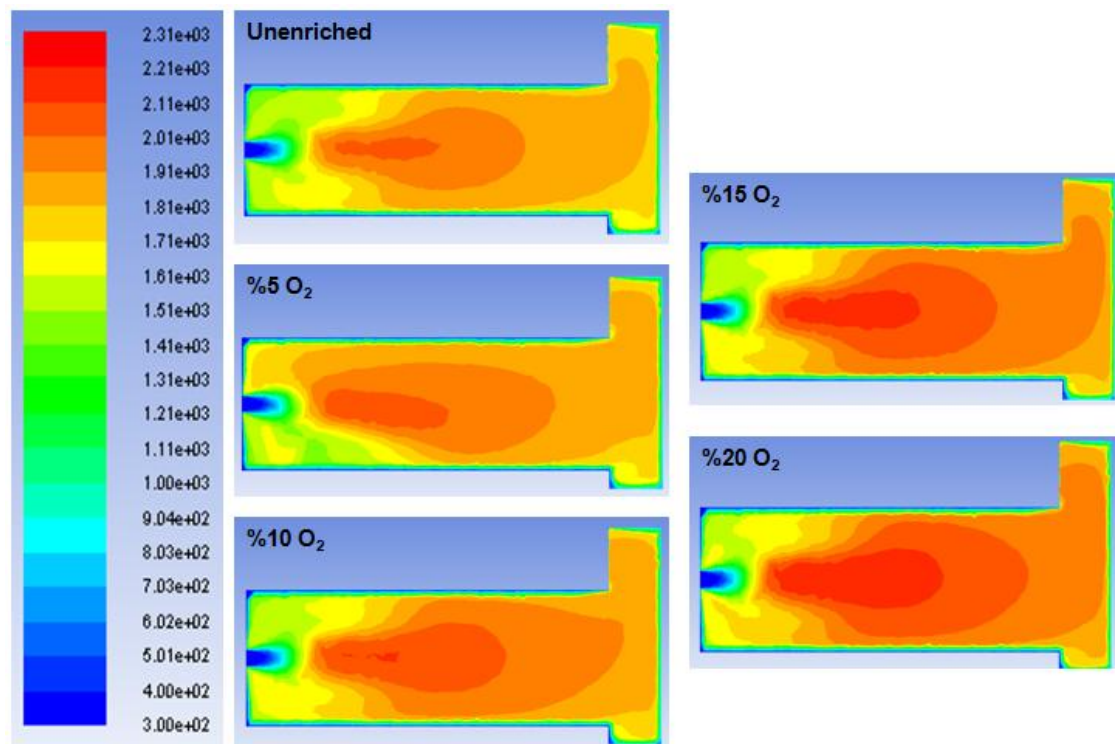 2.31e+03
2.21e+03
2.11e+03
2.01e+03
1.91e+03
1.81e+03
1.71e+03
1.61e+03
1.51e+03
1.41e+03
1.31e+03
1.21e+03
1.11e+03
1.00e+03
9.04e+02
8.03e+02
7.03e+02
6.02e+02
5.01e+02
4.00e+02
3.00e+02
Unenriched
%5 O₂
%10 O₂
%15 O₂
%20 O₂